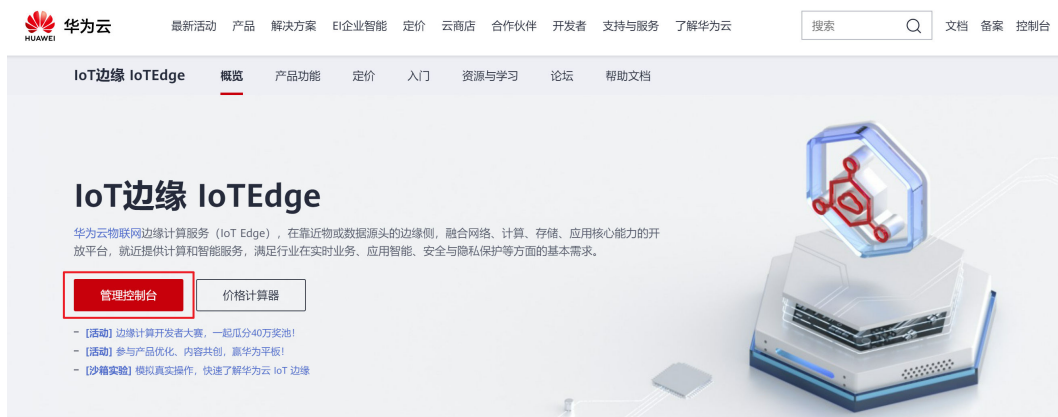 HUAWEI 华为云 最新活动 产品 解决方案 EI企业智能 定价 云商店 合作伙伴 开发者 支持与服务 了解华为云 搜索 文档 备案 控制台
IoT边缘 IoTEdge 概览 产品功能 定价 入门 资源与学习 论坛 帮助文档
IoT边缘 IoTEdge
华为云物联网边缘计算服务（IoT Edge），在靠近物或数据源头的边缘侧，融合网络、计算、存储、应用核心能力的开
放平台，就近提供计算和智能服务，满足行业在实时业务、应用智能、安全与隐私保护等方面的基本需求。
管理控制台 价格计算器
- [活动] 边缘计算开发者大赛，一起瓜分40万奖池！
- [活动] 参与产品优化、内容共创，赢华为平板！
- [沙箱实验] 模拟真实操作，快速了解华为云 IoT 边缘